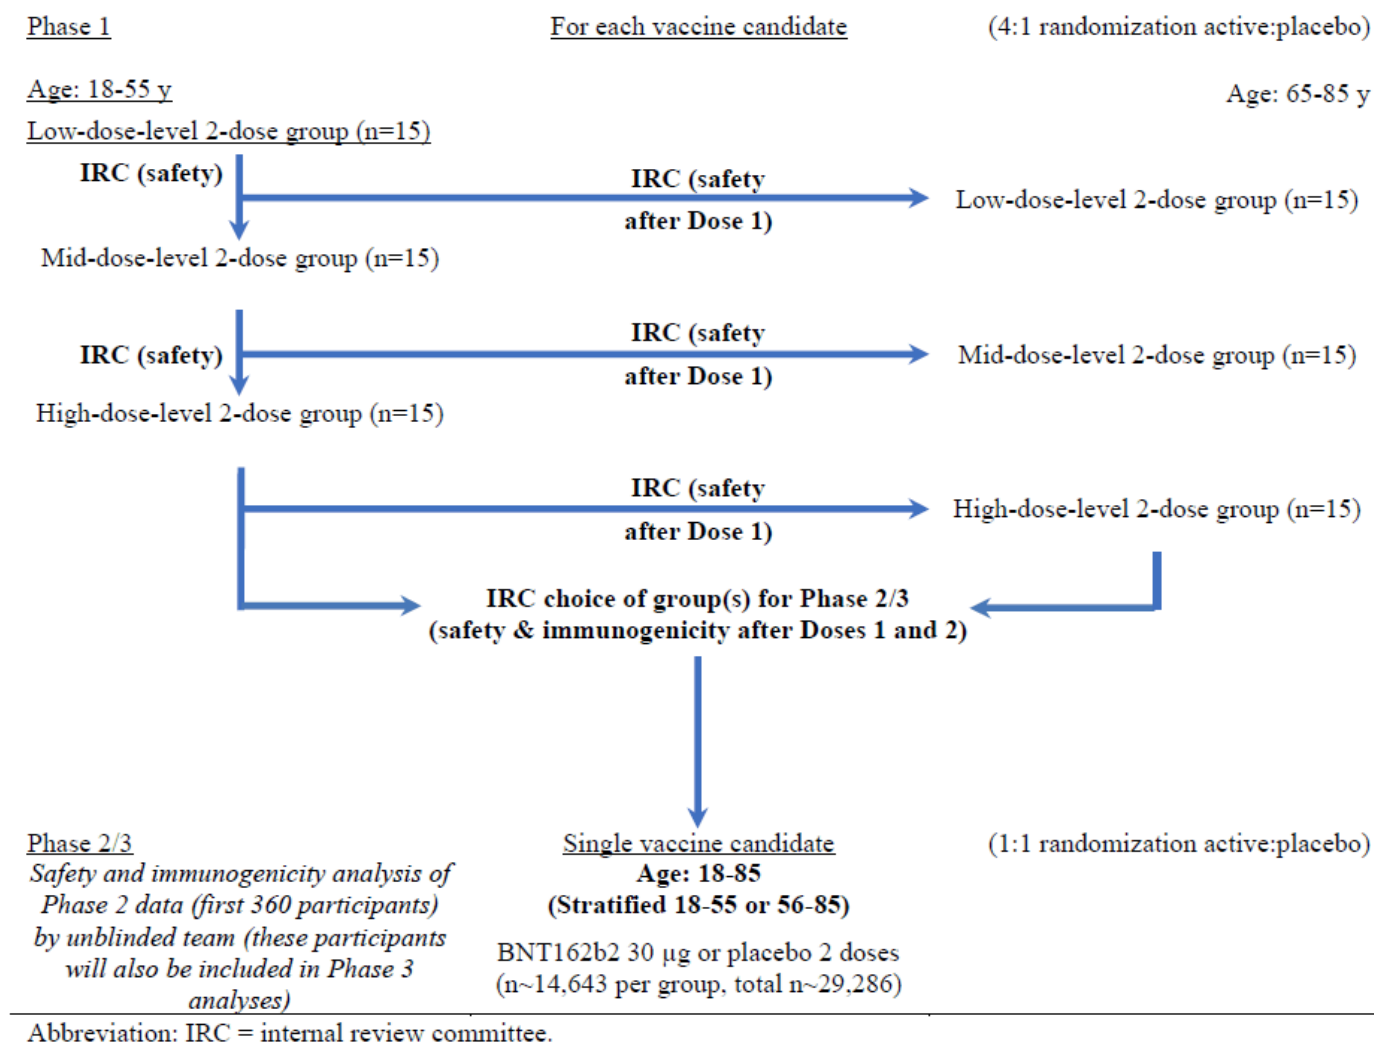 Phase 1
For each vaccine candidate
(4:1 randomization active:placebo)
Age: 18-55 y
Age: 65-85 y
Low-dose-level 2-dose group (n=15)
IRC (safety)
IRC (safety
after Dose 1)
Low-dose-level 2-dose group (n=15)
Mid-dose-level 2-dose group (n=15)
IRC (safety)
IRC (safety
after Dose 1)
Mid-dose-level 2-dose group (n=15)
High-dose-level 2-dose group (n=15)
IRC (safety
after Dose 1)
High-dose-level 2-dose group (n=15)
IRC choice of group(s) for Phase 2/3
(safety & immunogenicity after Doses 1 and 2)
Phase 2/3
Safety and immunogenicity analysis of
Phase 2 data (first 360 participants)
by unblinded team (these participants
will also be included in Phase 3
analyses)
Single vaccine candidate
Age: 18-85
(Stratified 18-55 or 56-85)
BNT162b2 30 µg or placebo 2 doses
(n~14,643 per group, total n~29,286)
(1:1 randomization active:placebo)
Abbreviation: IRC = internal review committee.